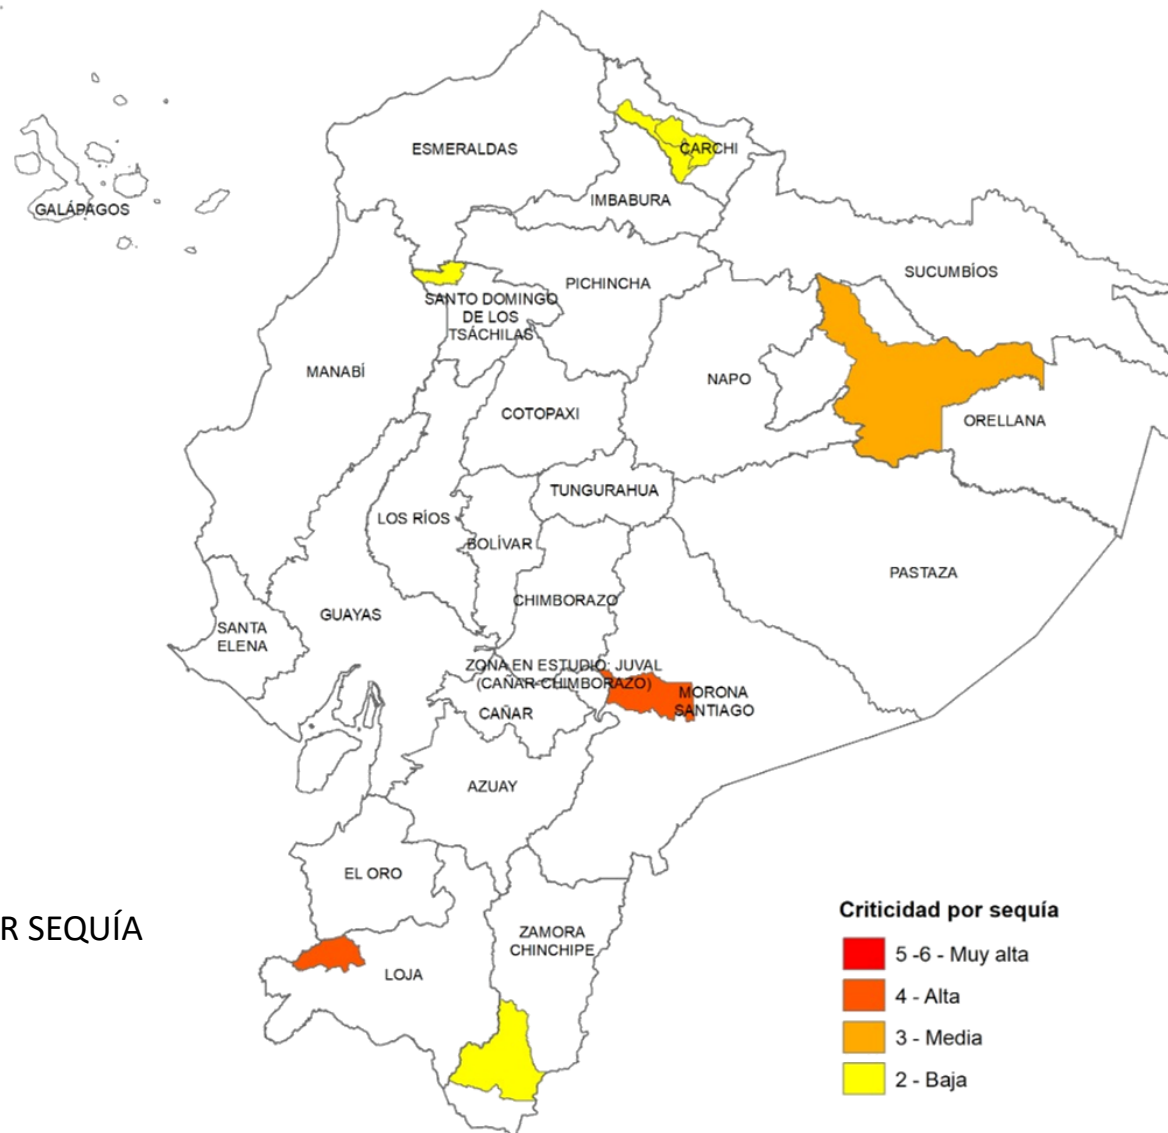 ESMERALDAS
CARCHI
IMBABURA
GALÁPAGOS
PICHINCHA
SUCUMBÍOS
SANTO DOMINGO
DE LOS
TSÁCHILAS
MANABÍ
NAPO
COTOPAXI
ORELLANA
TUNGURAHUA
LOS RÍOS
BOLÍVAR
PASTAZA
CHIMBORAZO
GUAYAS
SANTA
ELENA
ZONA EN ESTUDIO: JUVAL
(CAÑAR-CHIMBORAZO)
MORONA
SANTIAGO
CAÑAR
AZUAY
EL ORO
R SEQUÍA
ZAMORA
CHINCHIPE
LOJA
Criticidad por sequía
5 -6 - Muy alta
4 - Alta
3 - Media
2 - Baja